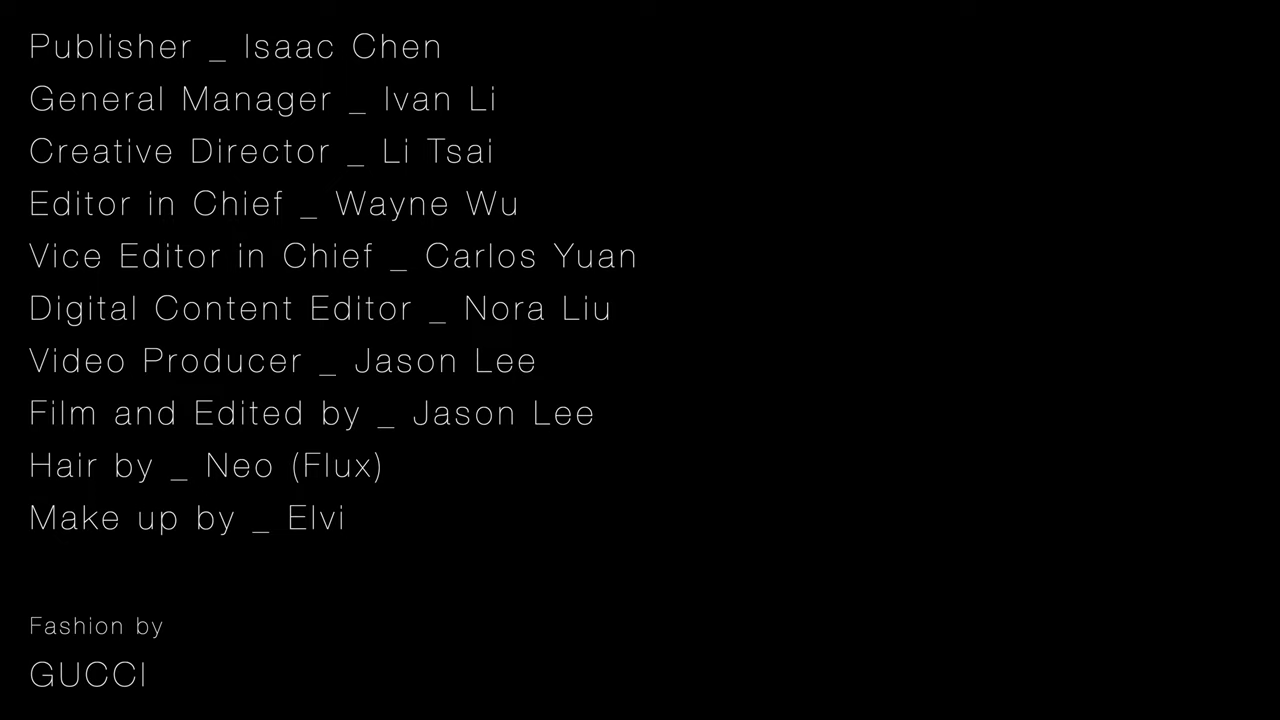 Publisher _ Isaac Chen
General Manager _ Ivan Li
Creative Director _ Li Tsai
Editor in Chief _ Wayne Wu
Vice Editor in Chief _ Carlos Yuan
Digital Content Editor _ Nora Liu
Video Producer _ Jason Lee
Film and Edited by _ Jason Lee
Hair by _ Neo (Flux)
Make up by _ Elvi
Fashion by
GUCCI